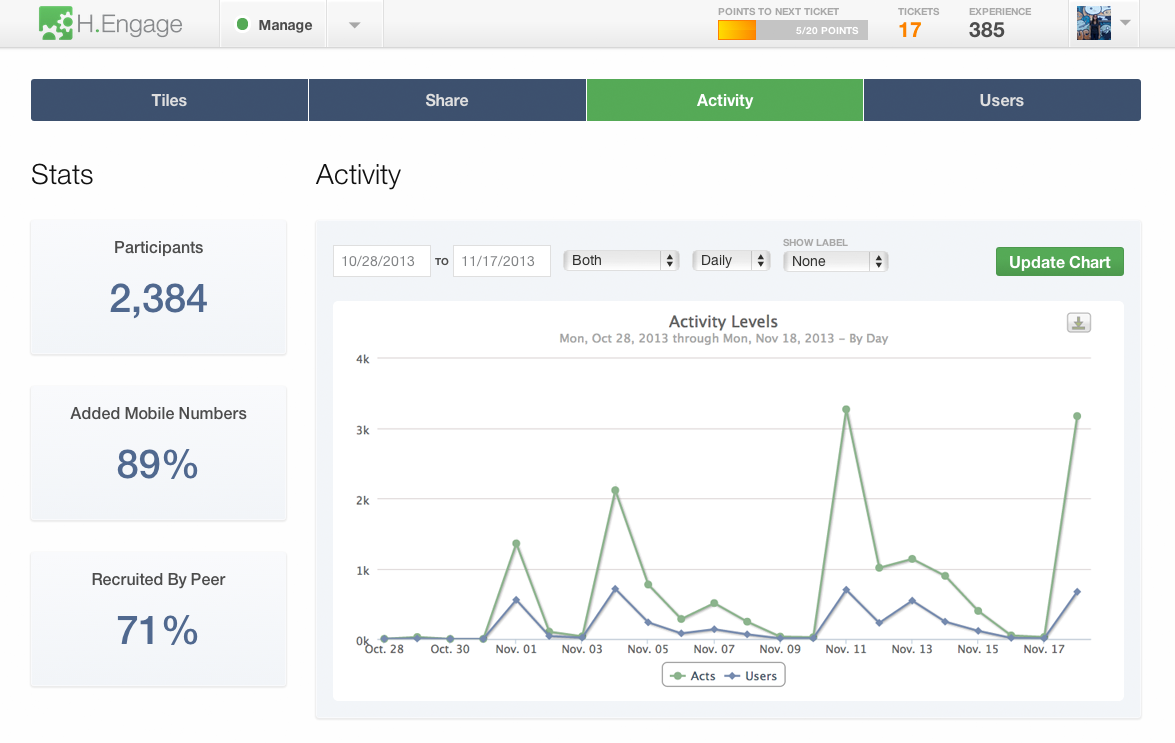 H.Engage
Manage
POINTS TO NEXT TICKET
5/20 POINTS
TICKETS
17
EXPERIENCE
385
Tiles
Share
Activity
Users
Stats
Participants
2,384
Added Mobile Numbers
89%
Recruited By Peer
71%
Activity
10/28/2013 TO 11/17/2013 Both Daily
SHOW LABEL
None
Update Chart
Activity Levels
Mon, Oct 28, 2013 through Mon, Nov 18, 2013 – By Day
4k
3k
2k
1k
0k
Oct. 28 Oct. 30 Nov. 01 Nov. 03 Nov. 05 Nov. 07 Nov. 09 Nov. 11 Nov. 13 Nov. 15 Nov. 17
Acts Users